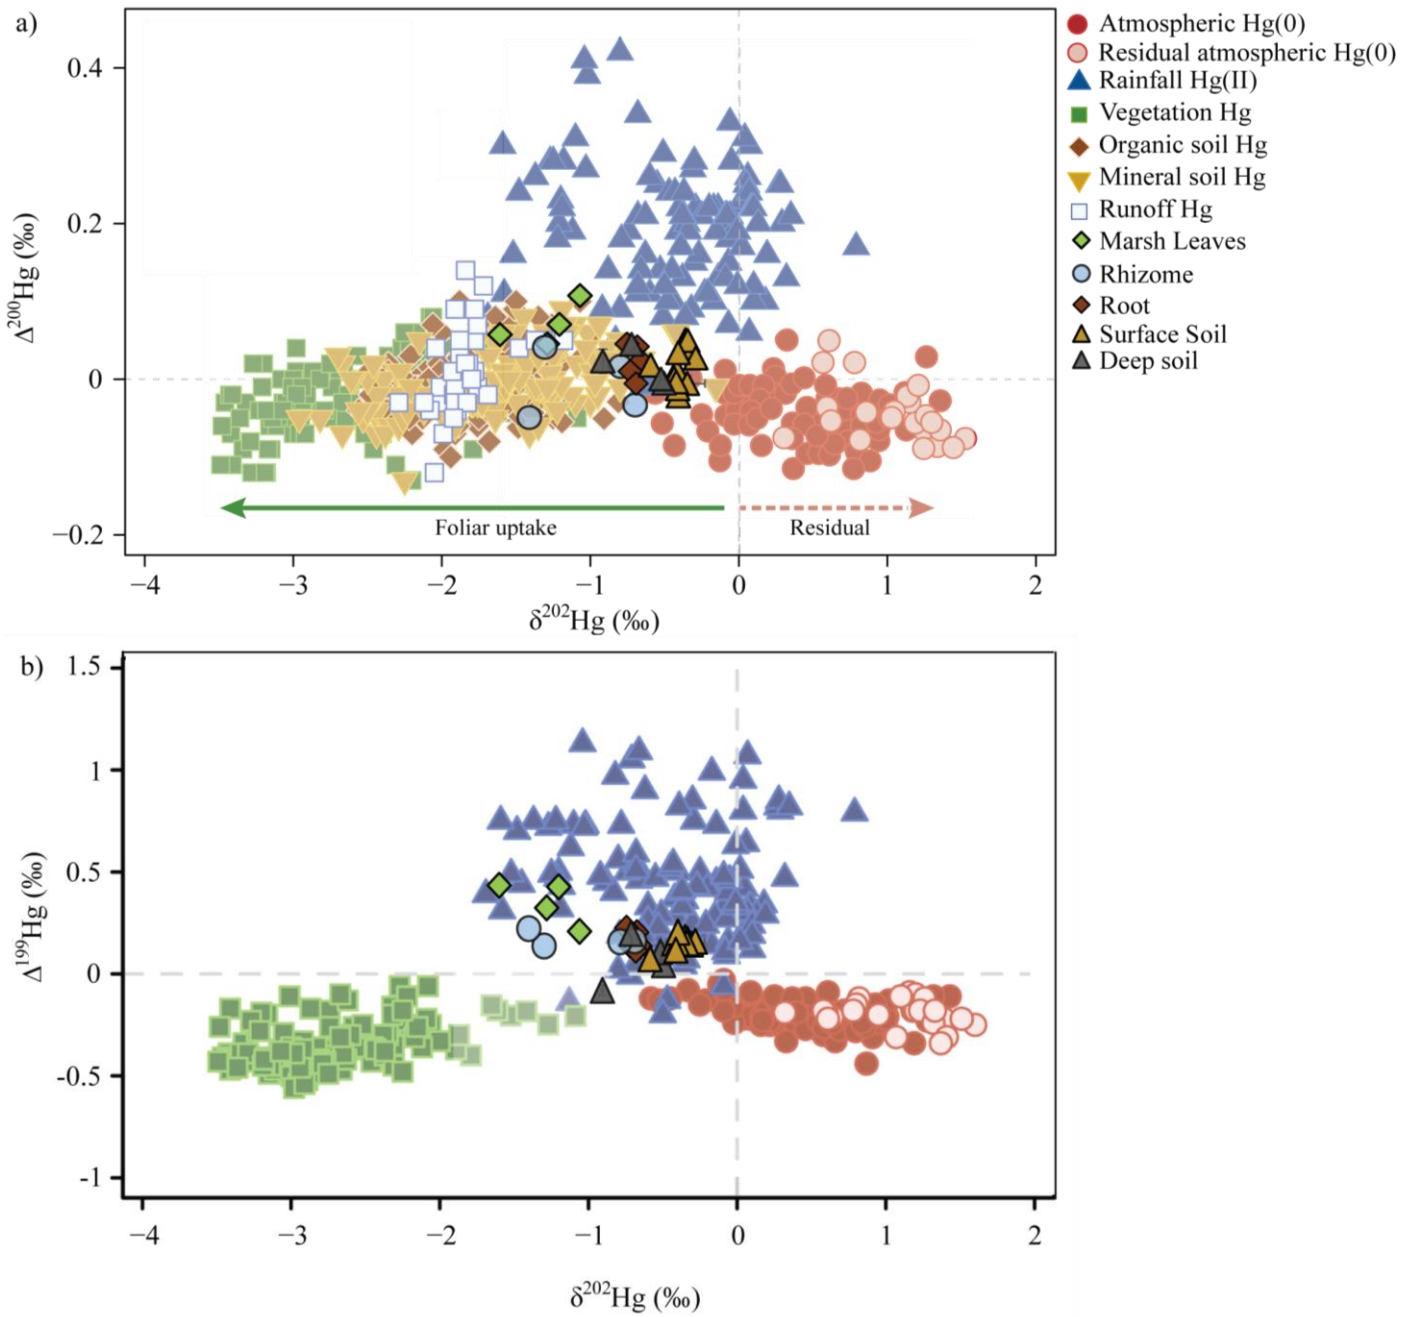 a)
Atmospheric Hg(0)
Residual atmospheric Hg(0)
Rainfall Hg(II)
Vegetation Hg
Organic soil Hg
Mineral soil Hg
Runoff Hg
Marsh Leaves
Rhizome
Root
Surface Soil
Deep soil
0.4
0.2
0
−0.2
Δ²⁰⁰Hg (‰)
Foliar uptake
Residual
−4 −3 −2 −1 0 1 2
δ²⁰²Hg (‰)
b)
1.5
1
0.5
0
-0.5
-1
Δ¹⁹⁹Hg (‰)
−4 −3 −2 −1 0 1 2
δ²⁰²Hg (‰)